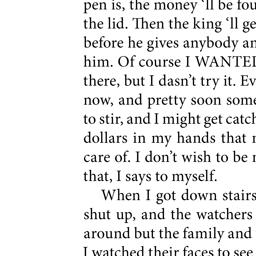 pen is, the money ‘ll be fou
the lid. Then the king ‘ll ge
before he gives anybody an
him. Of course I WANTE
there, but I dasn’t try it. Ev
now, and pretty soon some
to stir, and I might get catc
dollars in my hands that
care of. I don’t wish to be
that, I says to myself.
When I got down stairs
shut up, and the watchers
around but the family and
I watched their faces to see